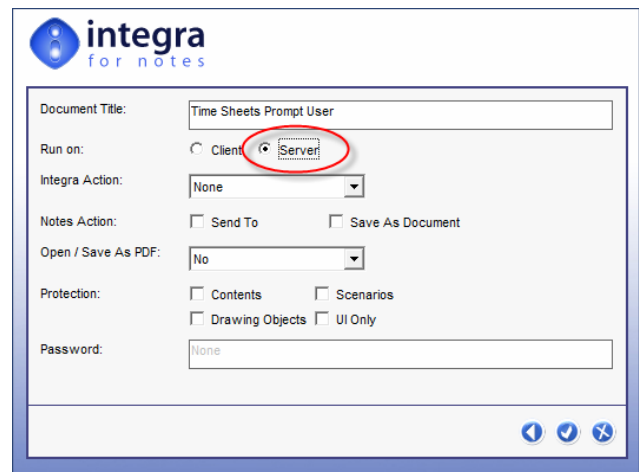 integra
for notes
Document Title: Time Sheets Prompt User
Run on: Client Server
Integra Action: None
Notes Action: Send To Save As Document
Open / Save As PDF: No
Protection: Contents Scenarios
Drawing Objects UI Only
Password: None